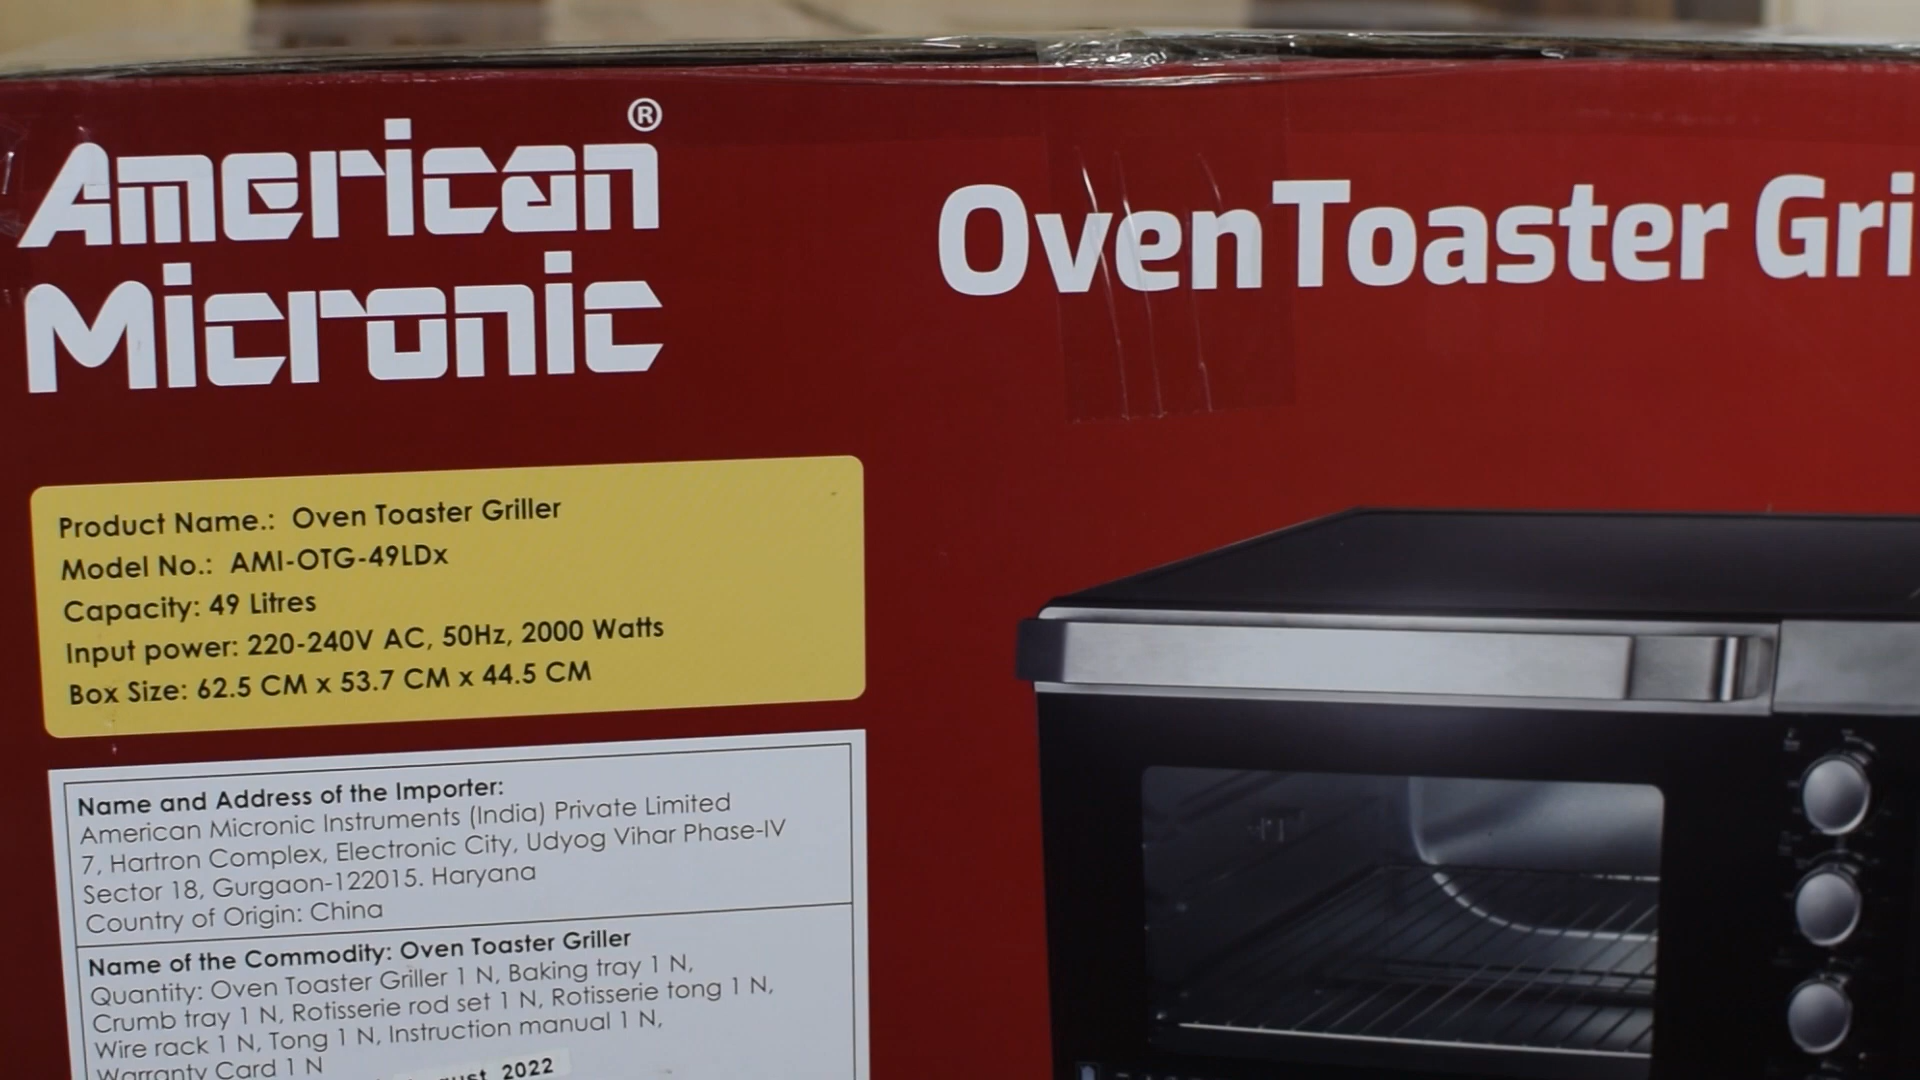 American ®
Micronic
Oven Toaster Gri
Product Name.: Oven Toaster Griller
Model No.: AMI-OTG-49LDx
Capacity: 49 Litres
Input power: 220-240V AC, 50Hz, 2000 Watts
Box Size: 62.5 CM x 53.7 CM x 44.5 CM
Name and Address of the Importer:
American Micronic Instruments (India) Private Limited
7, Hartron Complex, Electronic City, Udyog Vihar Phase-IV
Sector 18, Gurgaon-122015. Haryana
Country of Origin: China
Name of the Commodity: Oven Toaster Griller
Quantity: Oven Toaster Griller 1 N, Baking tray 1 N,
Crumb tray 1 N, Rotisserie rod set 1 N, Rotisserie tong 1 N,
Wire rack 1 N, Tong 1 N, Instruction manual 1 N,
Warranty Card 1 N
2022